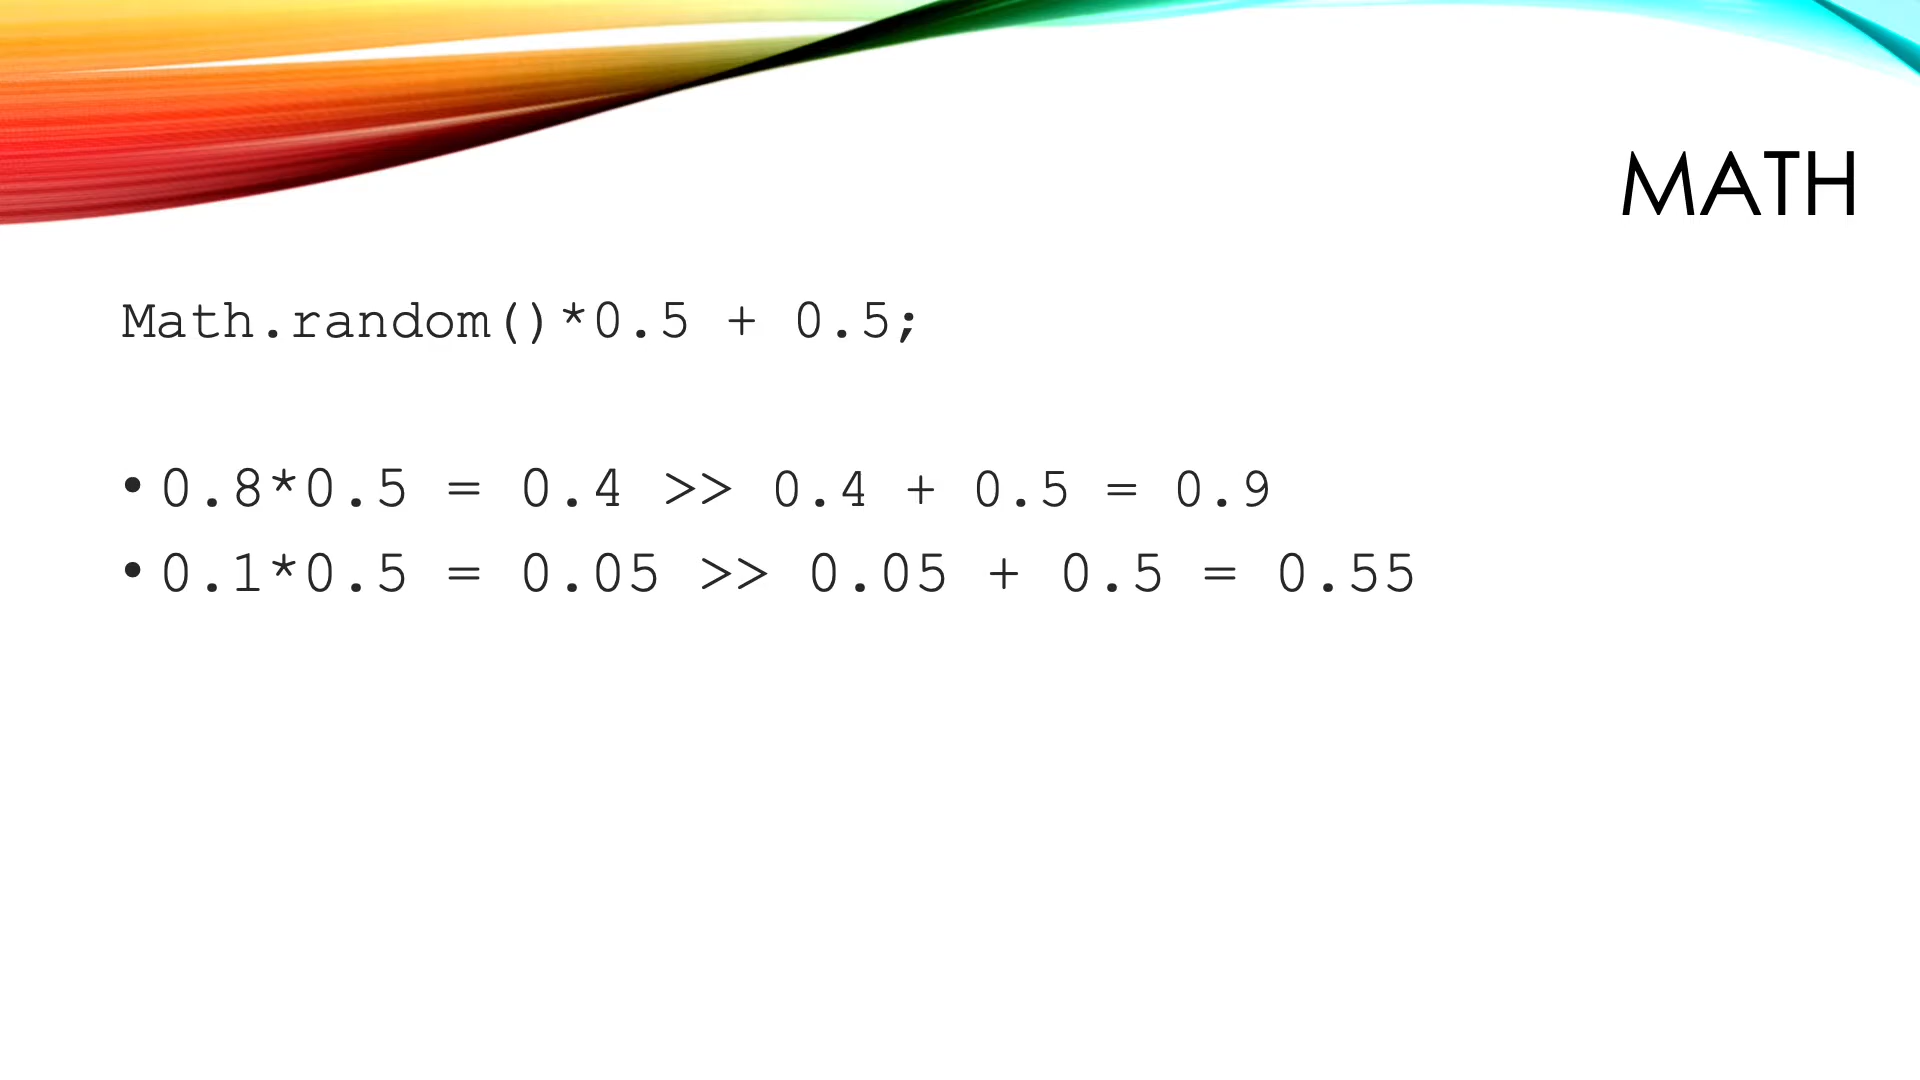 MATH
Math.random()*0.5 + 0.5;
• 0.8*0.5 = 0.4 >> 0.4 + 0.5 = 0.9
• 0.1*0.5 = 0.05 >> 0.05 + 0.5 = 0.55